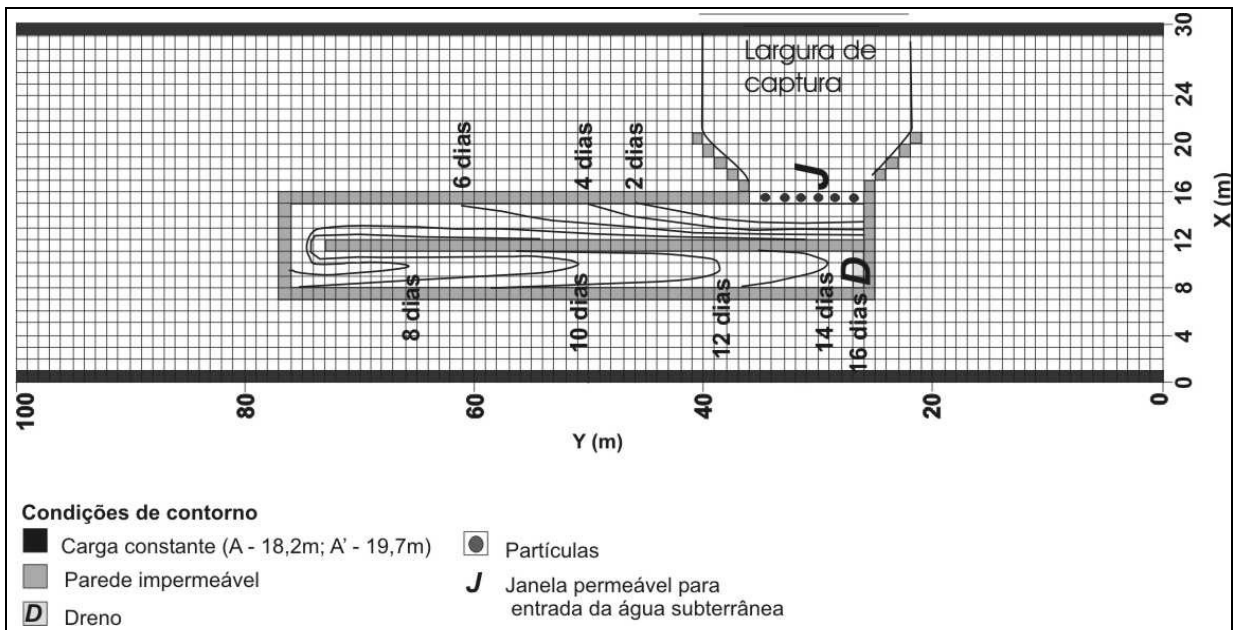 Largura de
captura
30
24
20
16
12
8
4
0
X (m)
6 dias
4 dias
2 dias
J
D
8 dias
10 dias
12 dias
14 dias
16 dias
100
80
60
40
20
0
Y (m)
Condições de contorno
Carga constante (A - 18,2m; A' - 19,7m)
Parede impermeável
D Dreno
Partículas
J Janela permeável para
entrada da água subterrânea